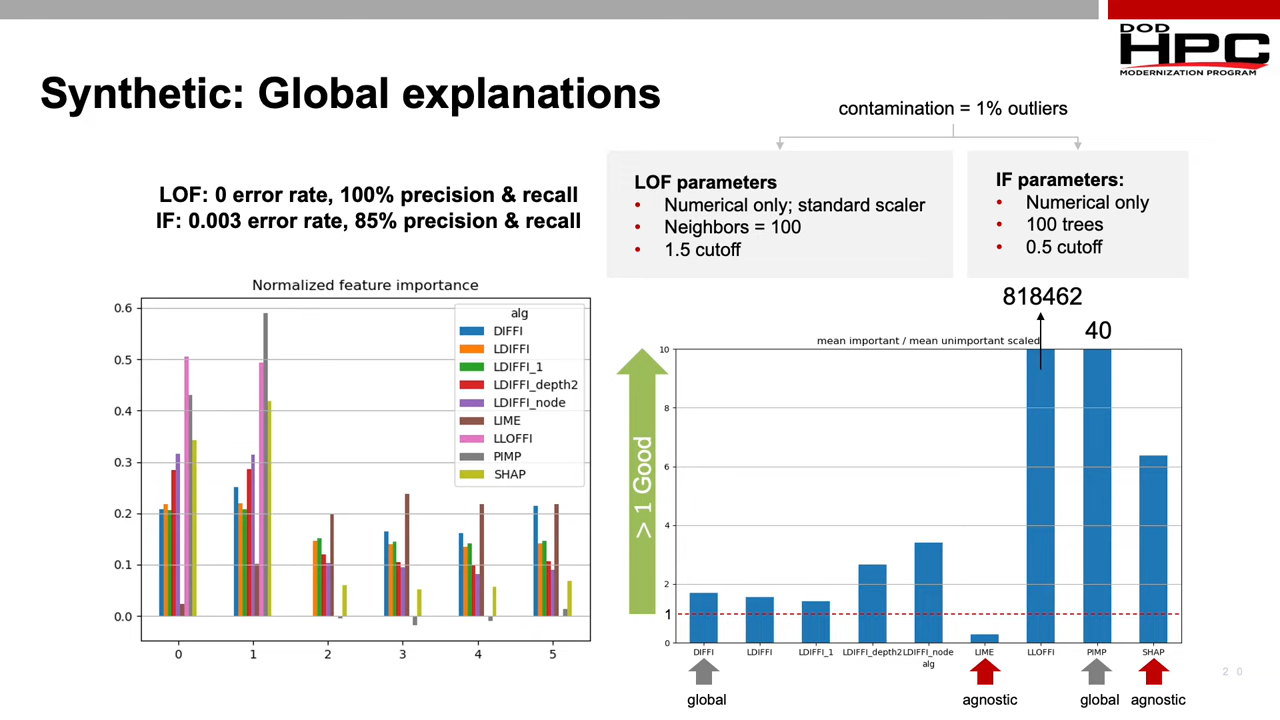 DOD
HPC
MODERNIZATION PROGRAM
Synthetic: Global explanations
contamination = 1% outliers
LOF: 0 error rate, 100% precision & recall
IF: 0.003 error rate, 85% precision & recall
LOF parameters
• Numerical only; standard scaler
• Neighbors = 100
• 1.5 cutoff
IF parameters:
• Numerical only
• 100 trees
• 0.5 cutoff
Normalized feature importance
0.6
0.5
0.4
0.3
0.2
0.1
0.0
0 1 2 3 4 5
alg
DIFFI
LDIFFI
LDIFFI_1
LDIFFI_depth2
LDIFFI_node
LIME
LLOFFI
PIMP
SHAP
> 1 Good
818462
40
mean important / mean unimportant scaled
10
8
6
4
2
1
0
DIFFI LDIFFI LDIFFI_1 LDIFFI_depth2 LDIFFI_node LIME LLOFFI PIMP SHAP
alg
global agnostic global agnostic
20